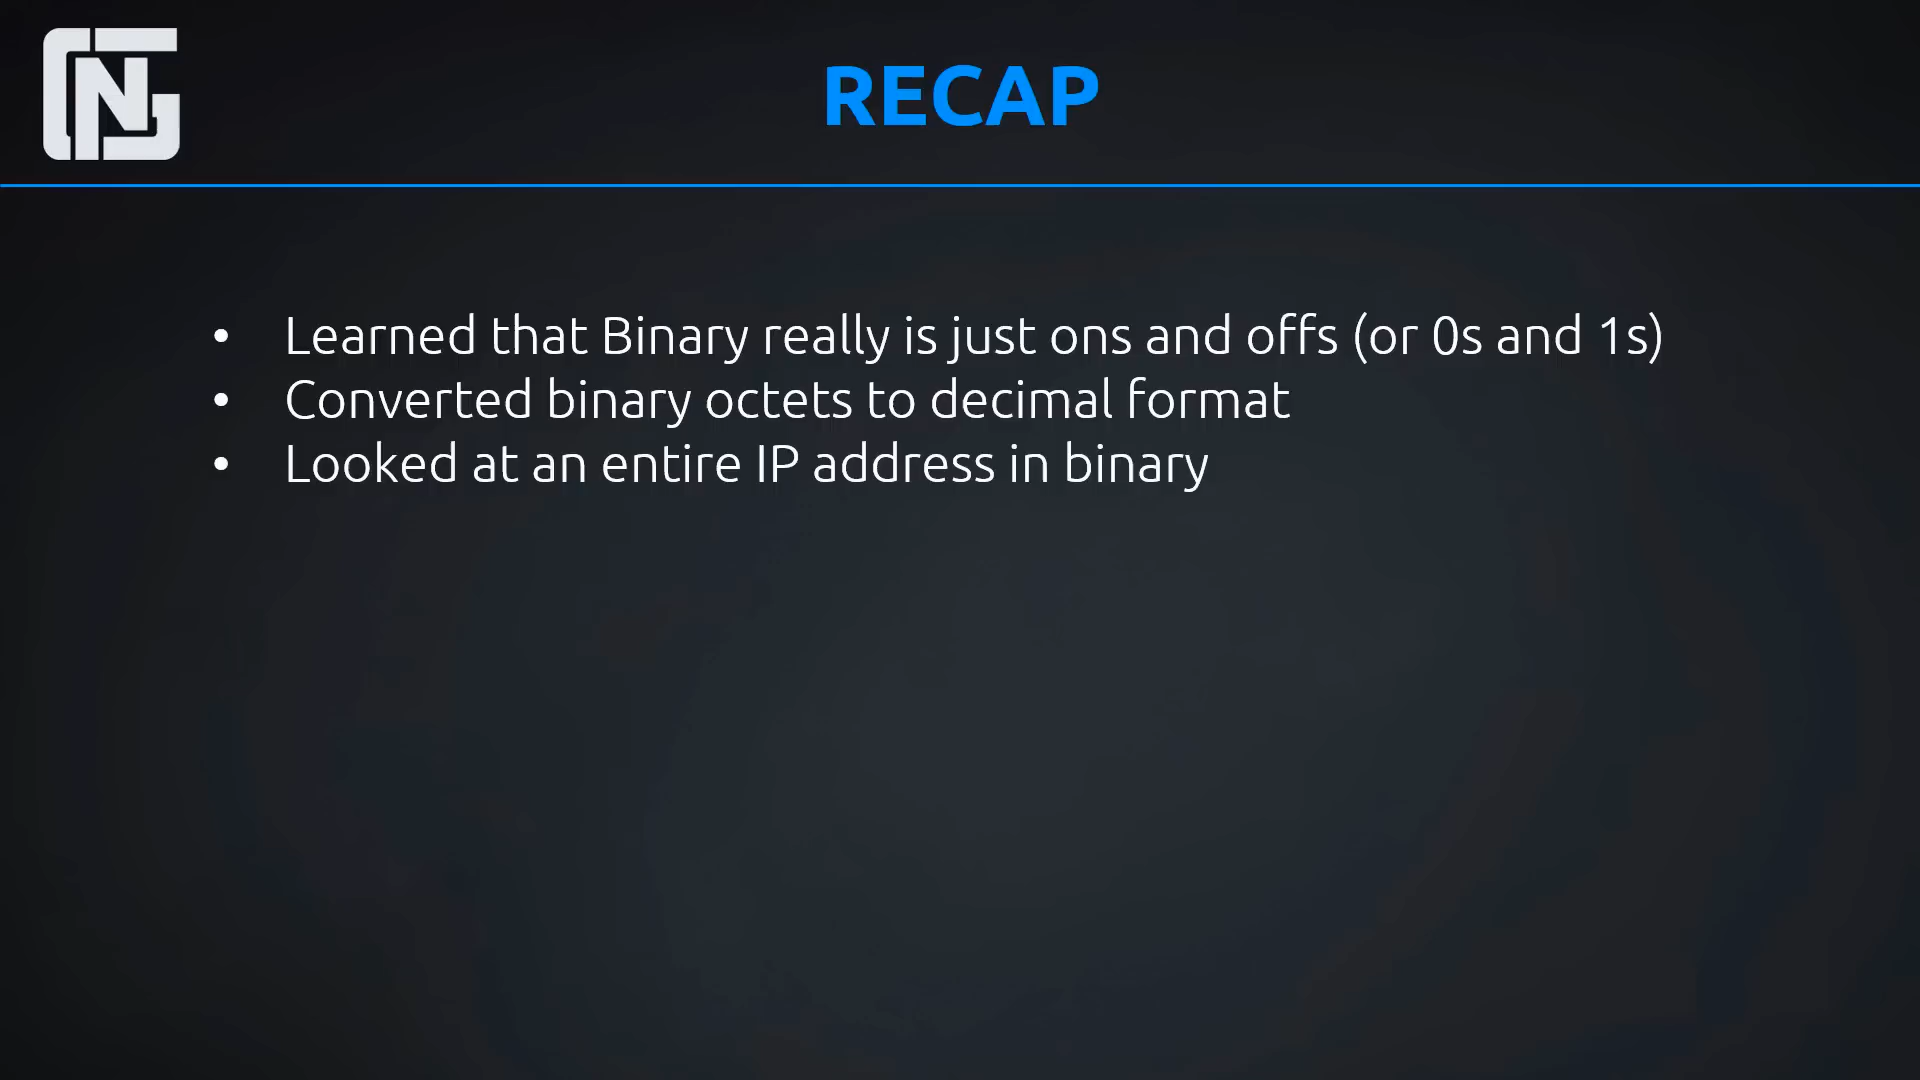 RECAP
• Learned that Binary really is just ons and offs (or 0s and 1s)
• Converted binary octets to decimal format
• Looked at an entire IP address in binary